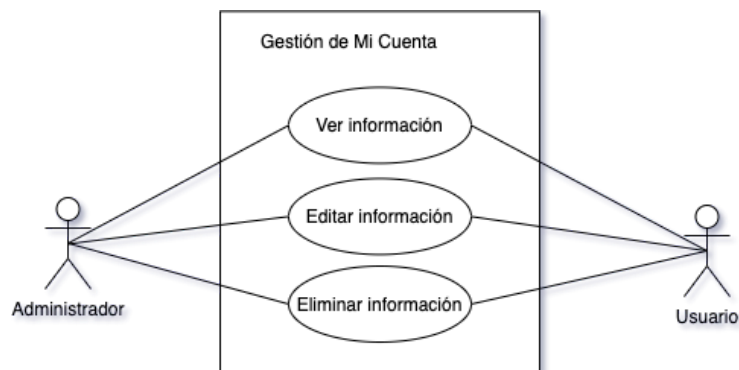 Gestión de Mi Cuenta
Ver información
Editar información
Eliminar información
Administrador
Usuario